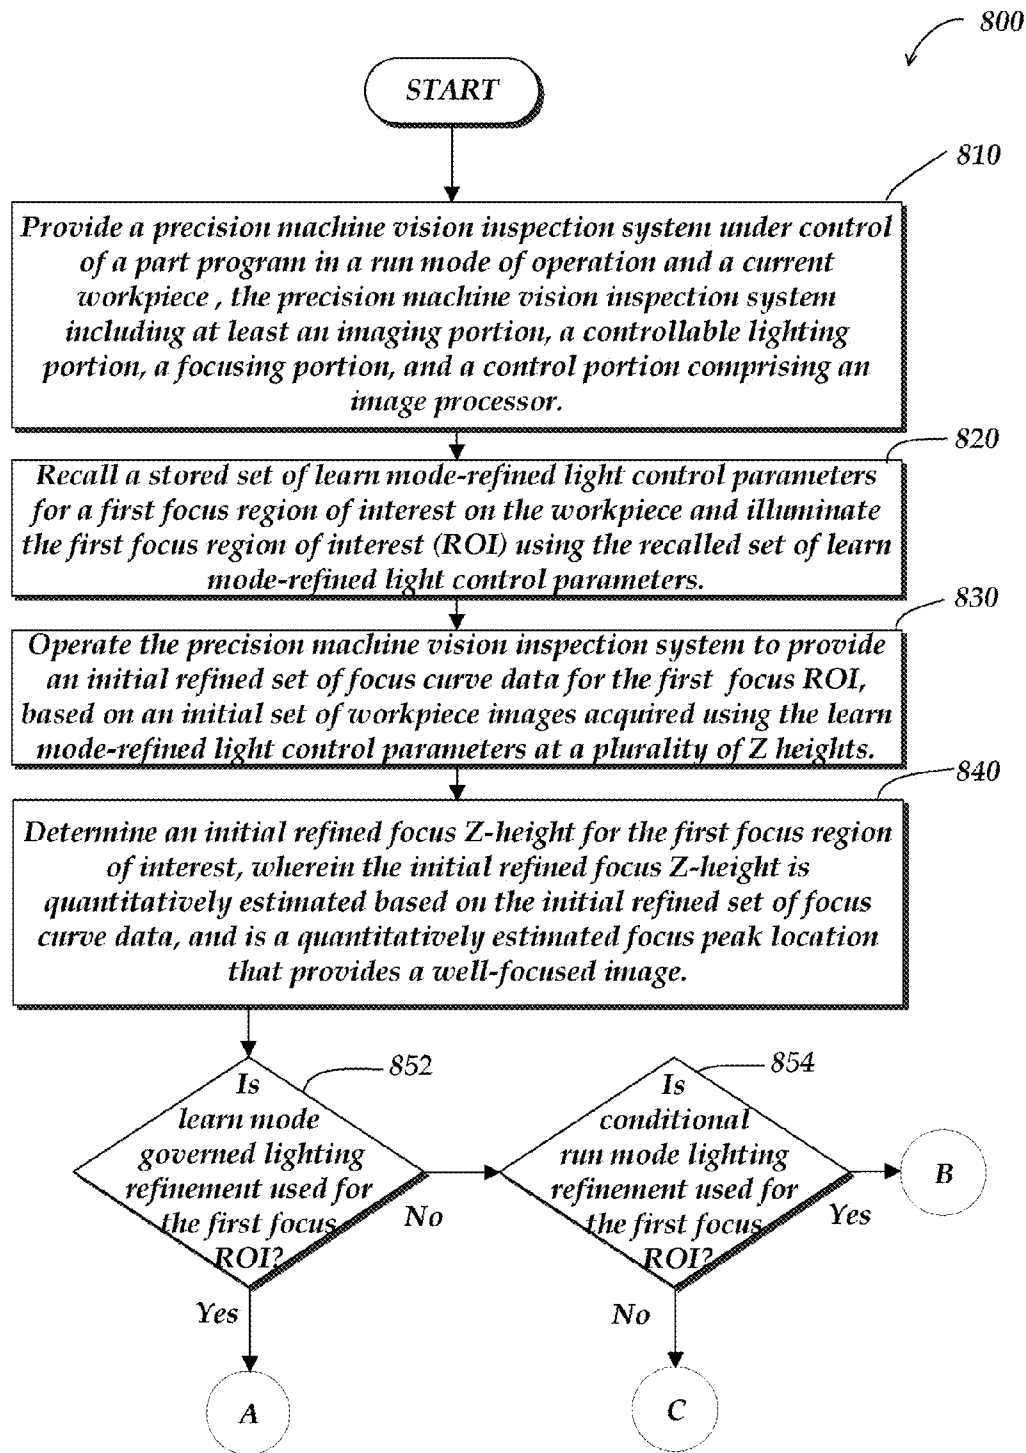 800
START
810
Provide a precision machine vision inspection system under control
of a part program in a run mode of operation and a current
workpiece , the precision machine vision inspection system
including at least an imaging portion, a controllable lighting
portion, a focusing portion, and a control portion comprising an
image processor.
820
Recall a stored set of learn mode-refined light control parameters
for a first focus region of interest on the workpiece and illuminate
the first focus region of interest (ROI) using the recalled set of learn
mode-refined light control parameters.
830
Operate the precision machine vision inspection system to provide
an initial refined set of focus curve data for the first focus ROI,
based on an initial set of workpiece images acquired using the learn
mode-refined light control parameters at a plurality of Z heights.
840
Determine an initial refined focus Z-height for the first focus region
of interest, wherein the initial refined focus Z-height is
quantitatively estimated based on the initial refined set of focus
curve data, and is a quantitatively estimated focus peak location
that provides a well-focused image.
852
Is
learn mode
governed lighting
refinement used for
the first focus
ROI?
No
Yes
A
854
Is
conditional
run mode lighting
refinement used for
the first focus
ROI?
Yes
B
No
C